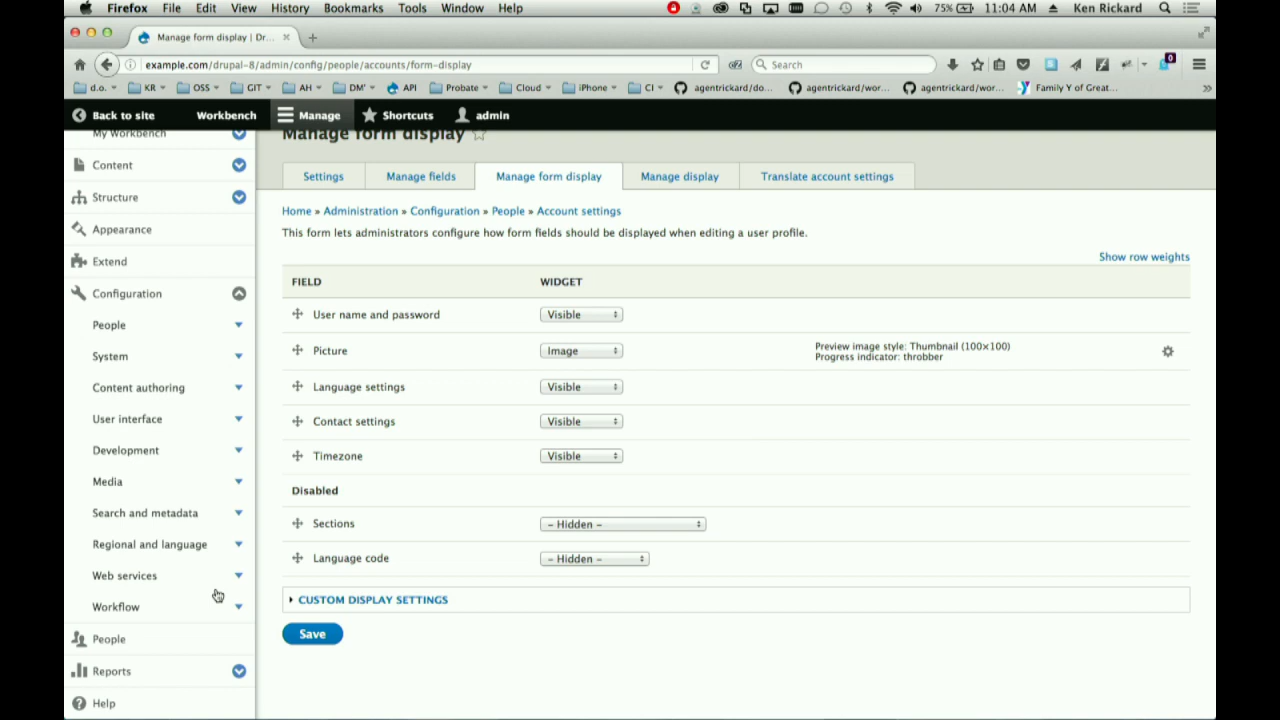 Firefox File Edit View History Bookmarks Tools Window Help 75% 11:04 AM Ken Rickard
Manage form display | Dr...
example.com/drupal-8/admin/config/people/accounts/form-display Search
d.o. KR OSS GIT AH DM' API Probate Cloud iPhone CI agentrickard/do... agentrickard/wor... agentrickard/wor... Family Y of Great...
Back to site Workbench Manage Shortcuts admin
My Workbench
Content
Structure
Appearance
Extend
Configuration
People
System
Content authoring
User interface
Development
Media
Search and metadata
Regional and language
Web services
Workflow
People
Reports
Help
Manage form display
Settings Manage fields Manage form display Manage display Translate account settings
Home » Administration » Configuration » People » Account settings
This form lets administrators configure how form fields should be displayed when editing a user profile.
Show row weights
FIELD WIDGET
User name and password Visible
Picture Image Preview image style: Thumbnail (100×100)
Progress indicator: throbber
Language settings Visible
Contact settings Visible
Timezone Visible
Disabled
Sections – Hidden –
Language code – Hidden –
CUSTOM DISPLAY SETTINGS
Save